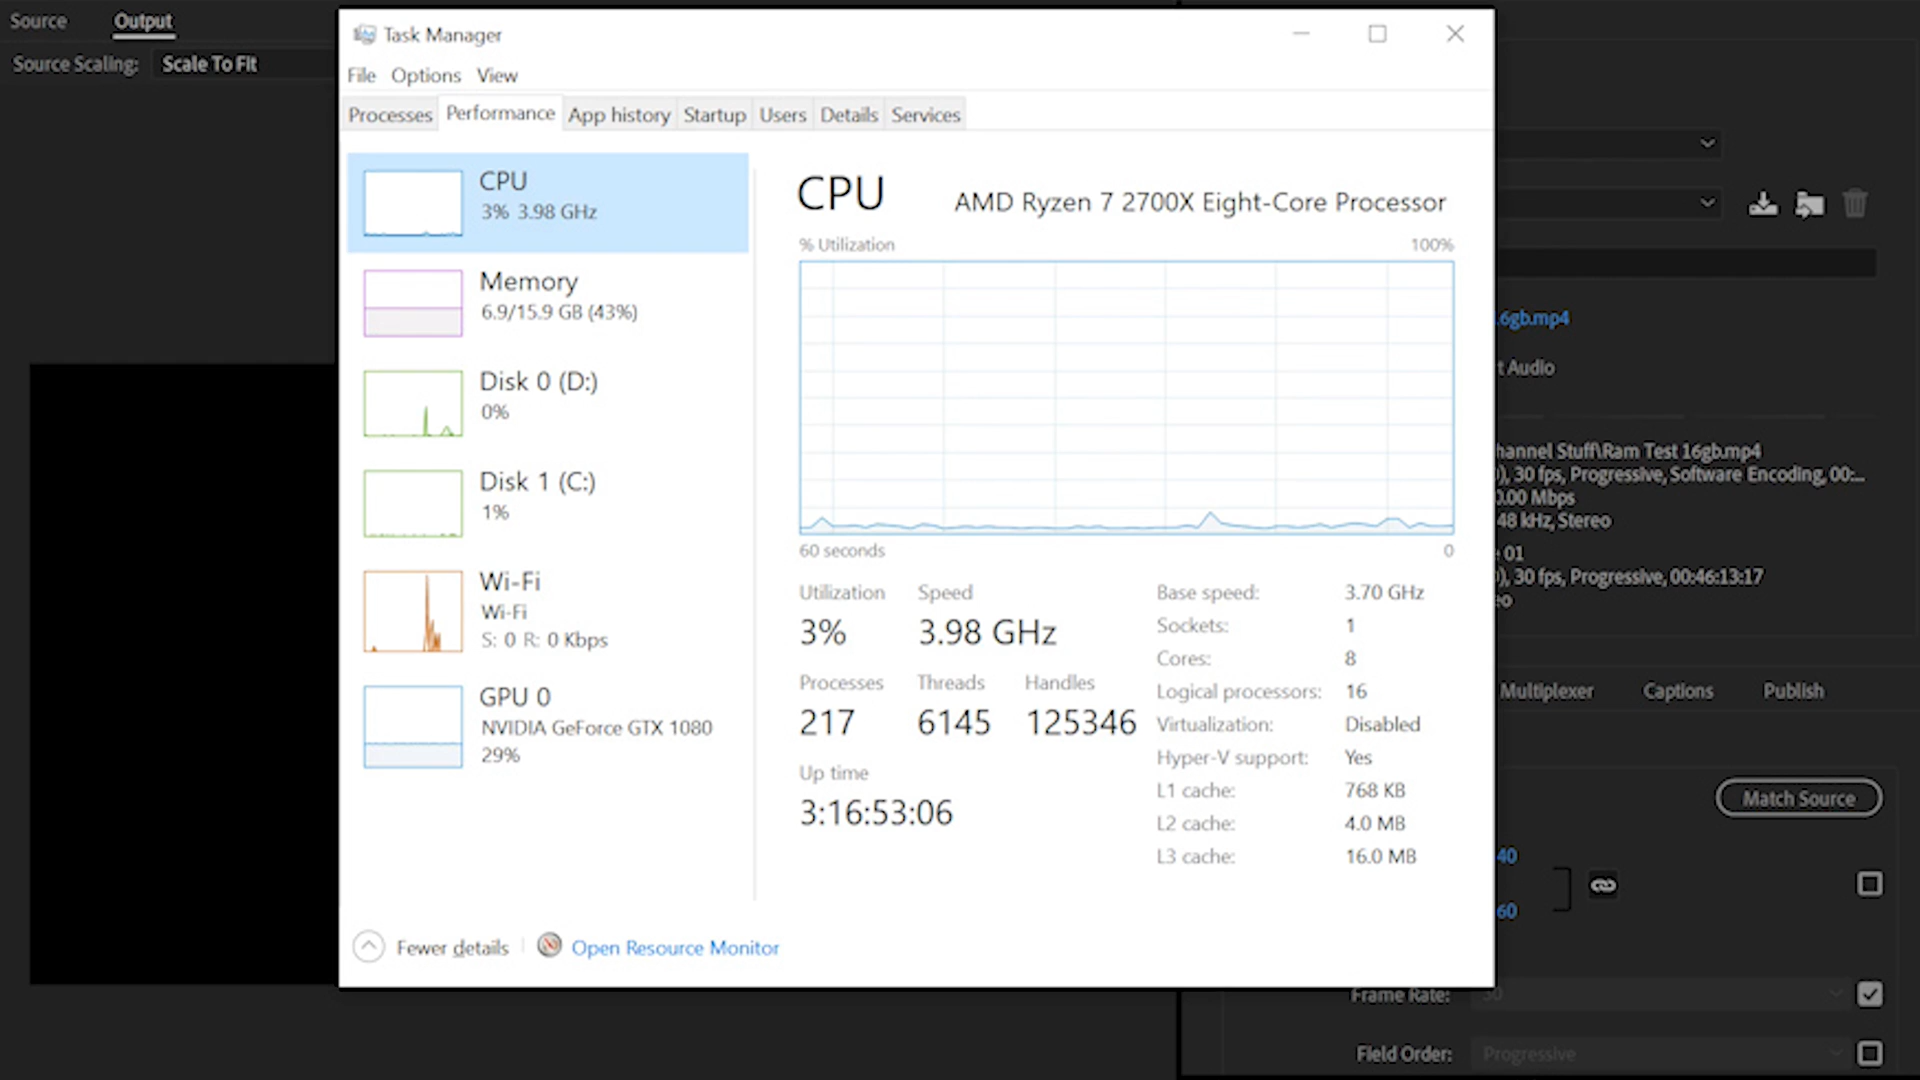 Source Output
Source Scaling: Scale To Fit
Task Manager
File Options View
Processes Performance App history Startup Users Details Services
CPU
3% 3.98 GHz
Memory
6.9/15.9 GB (43%)
Disk 0 (D:)
0%
Disk 1 (C:)
1%
Wi-Fi
Wi-Fi
S: 0 R: 0 Kbps
GPU 0
NVIDIA GeForce GTX 1080
29%
CPU AMD Ryzen 7 2700X Eight-Core Processor
% Utilization 100%
60 seconds 0
Utilization Speed
3% 3.98 GHz
Processes Threads Handles
217 6145 125346
Up time
3:16:53:06
Base speed: 3.70 GHz
Sockets: 1
Cores: 8
Logical processors: 16
Virtualization: Disabled
Hyper-V support: Yes
L1 cache: 768 KB
L2 cache: 4.0 MB
L3 cache: 16.0 MB
Fewer details Open Resource Monitor
6gb.mp4
t Audio
hannel Stuff\Ram Test 16gb.mp4
), 30 fps, Progressive, Software Encoding, 00:...
0.00 Mbps
48 kHz, Stereo
01
), 30 fps, Progressive, 00:46:13:17
eo
Multiplexer Captions Publish
Match Source
40
60
Frame Rate: 30
Field Order: Progressive